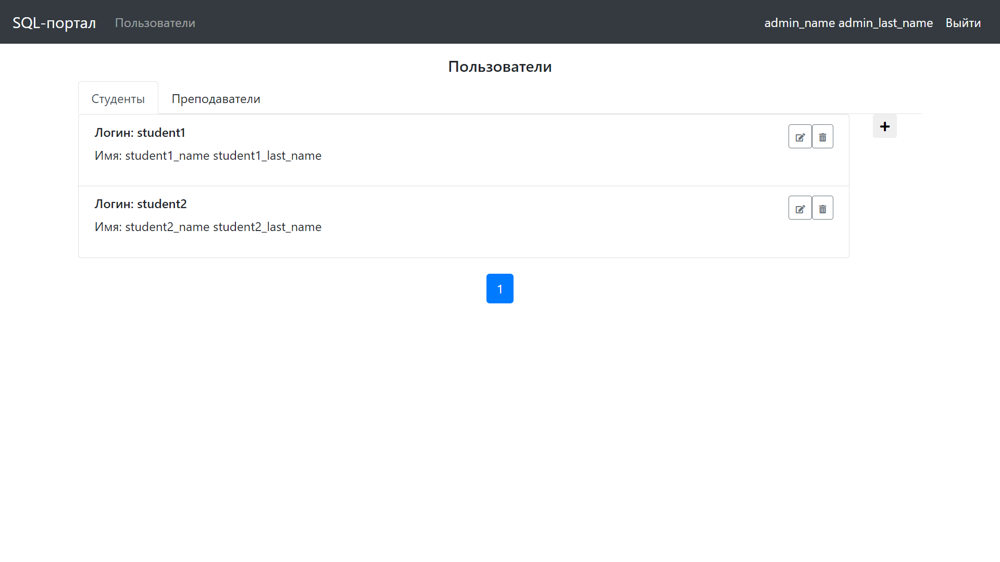 SQL-портал Пользователи admin_name admin_last_name Выйти
Пользователи
Студенты Преподаватели
Логин: student1
Имя: student1_name student1_last_name
Логин: student2
Имя: student2_name student2_last_name
1